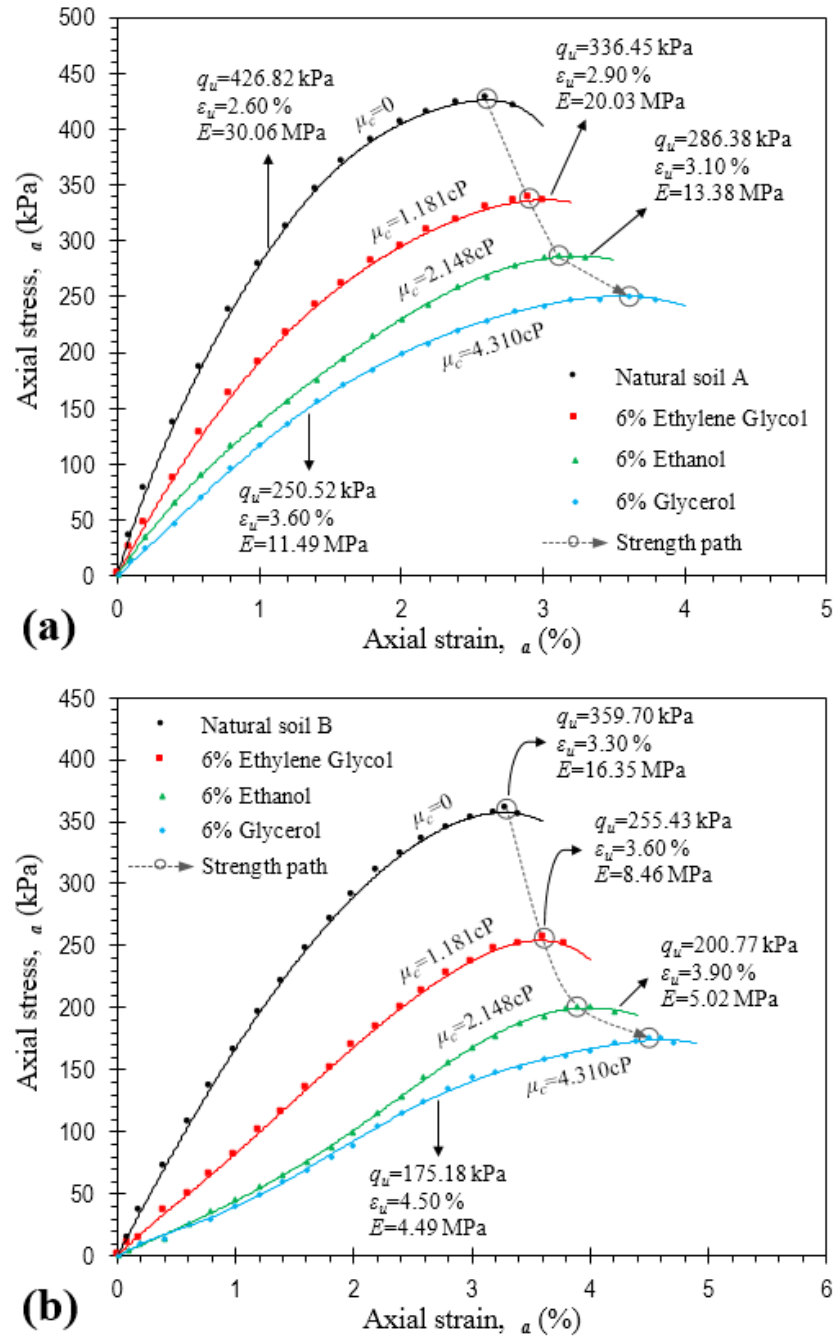 500
450
400
350
300
250
200
150
100
50
0
Axial stress, a (kPa)
qu=426.82 kPa
εu=2.60 %
E=30.06 MPa
μc=0
qu=336.45 kPa
εu=2.90 %
E=20.03 MPa
qu=286.38 kPa
εu=3.10 %
E=13.38 MPa
μc=1.181cP
μc=2.148cP
μc=4.310cP
qu=250.52 kPa
εu=3.60 %
E=11.49 MPa
Natural soil A
6% Ethylene Glycol
6% Ethanol
6% Glycerol
Strength path
0 1 2 3 4 5
Axial strain, a (%)
(a)
450
400
350
300
250
200
150
100
50
0
Axial stress, a (kPa)
Natural soil B
6% Ethylene Glycol
6% Ethanol
6% Glycerol
Strength path
qu=359.70 kPa
εu=3.30 %
E=16.35 MPa
μc=0
qu=255.43 kPa
εu=3.60 %
E=8.46 MPa
μc=1.181cP
qu=200.77 kPa
εu=3.90 %
E=5.02 MPa
μc=2.148cP
μc=4.310cP
qu=175.18 kPa
εu=4.50 %
E=4.49 MPa
0 1 2 3 4 5 6
Axial strain, a (%)
(b)